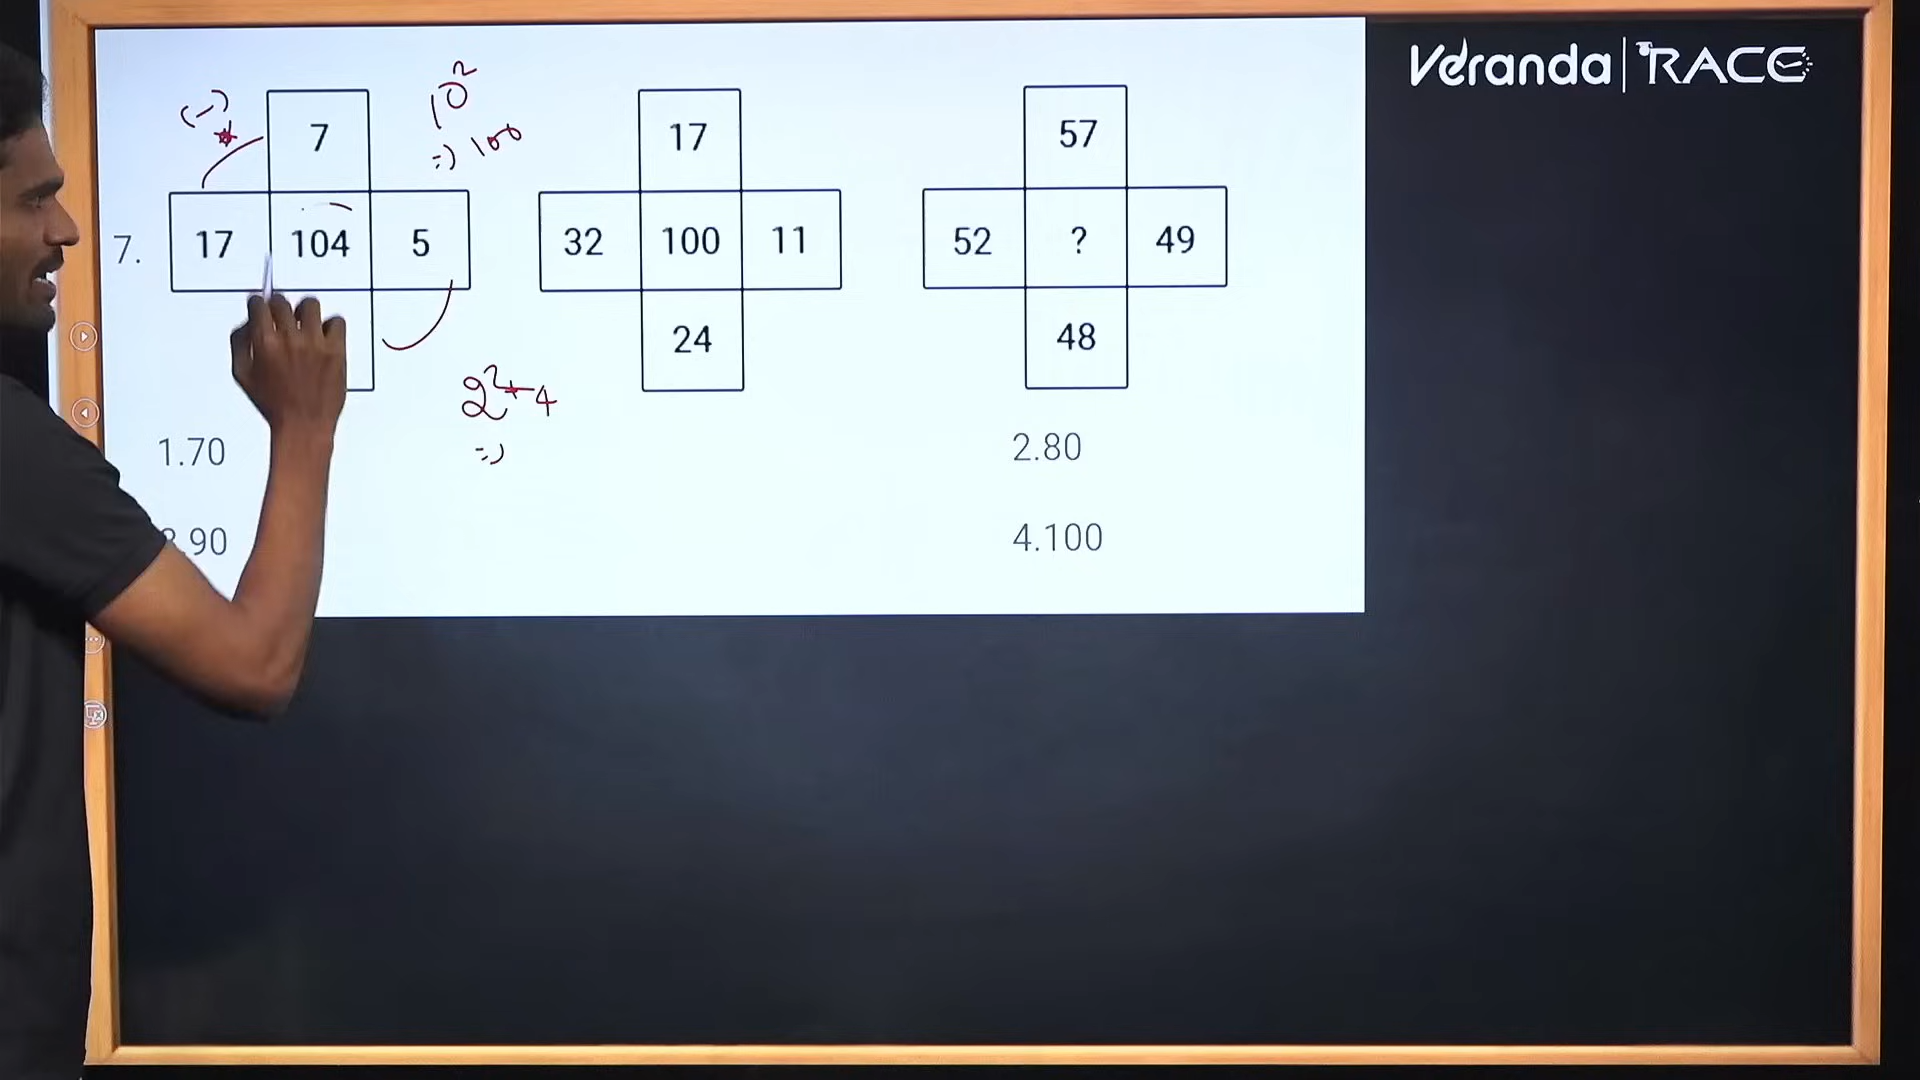 Veranda RACE
(-)
10²
=) 100
7 17 57
7. 17 104 5 32 100 11 52 ? 49
24 48
2² 4
=)
1.70 2.80
.90 4.100